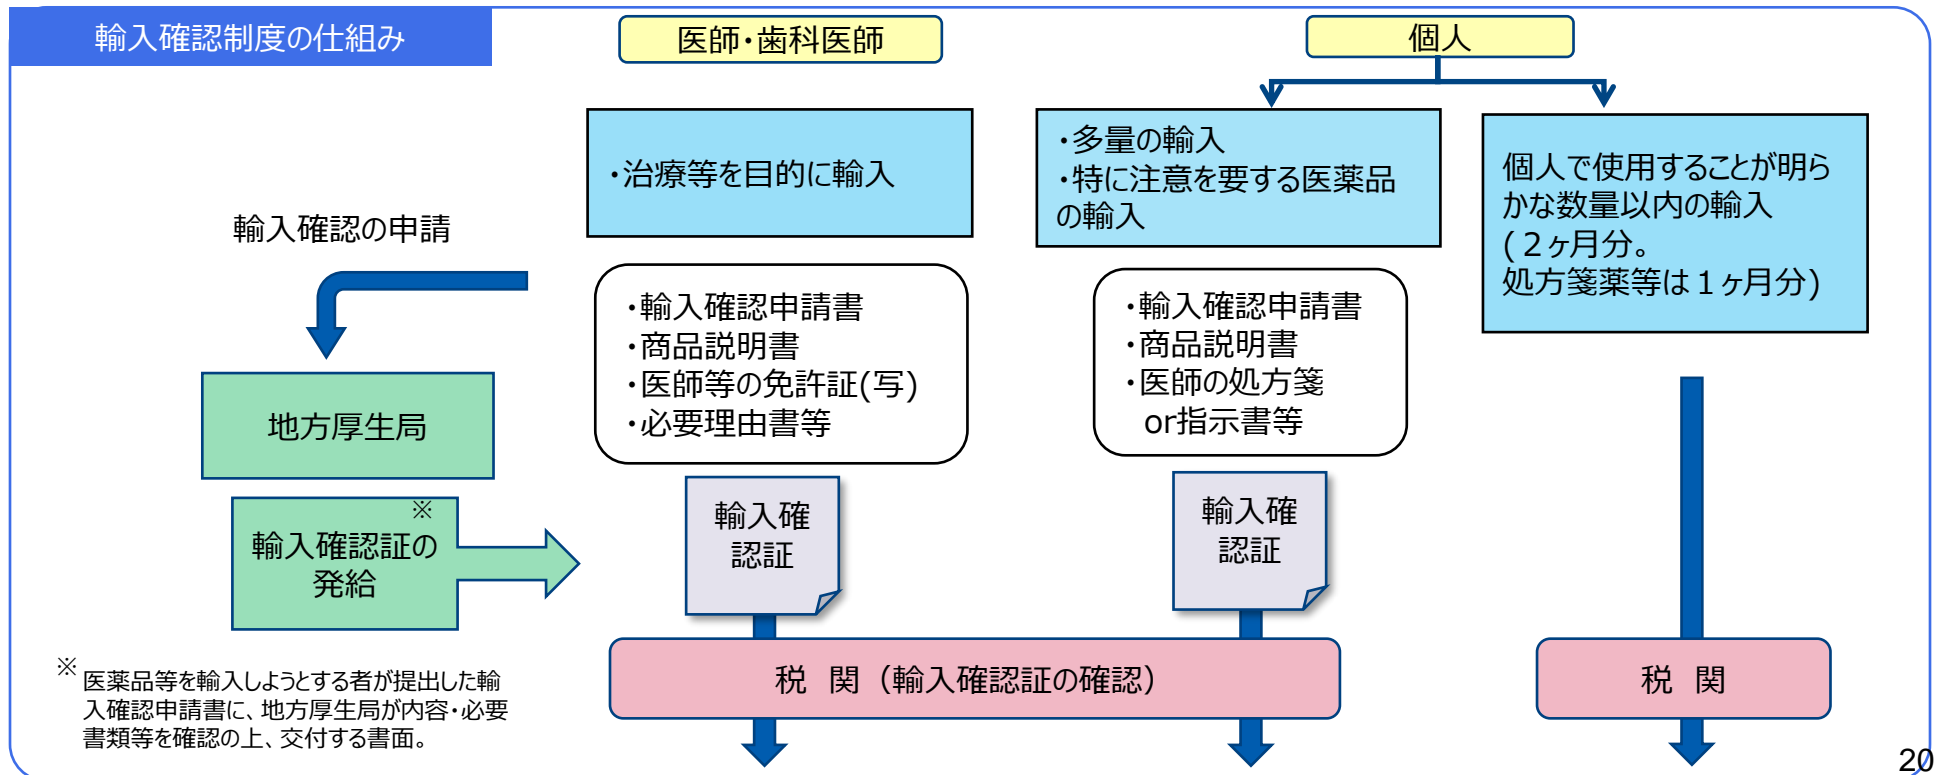 輸入確認制度の仕組み
医師・歯科医師
個人
・治療等を目的に輸入
・多量の輸入
・特に注意を要する医薬品
の輸入
個人で使用することが明ら
かな数量以内の輸入
(２ヶ月分。
処方箋薬等は１ヶ月分)
輸入確認の申請
・輸入確認申請書
・商品説明書
・医師等の免許証(写)
・必要理由書等
・輸入確認申請書
・商品説明書
・医師の処方箋
or指示書等
地方厚生局
※
輸入確認証の
発給
輸入確
認証
輸入確
認証
税　関（輸入確認証の確認）
税　関
※
医薬品等を輸入しようとする者が提出した輸
入確認申請書に、地方厚生局が内容・必要
書類等を確認の上、交付する書面。
20